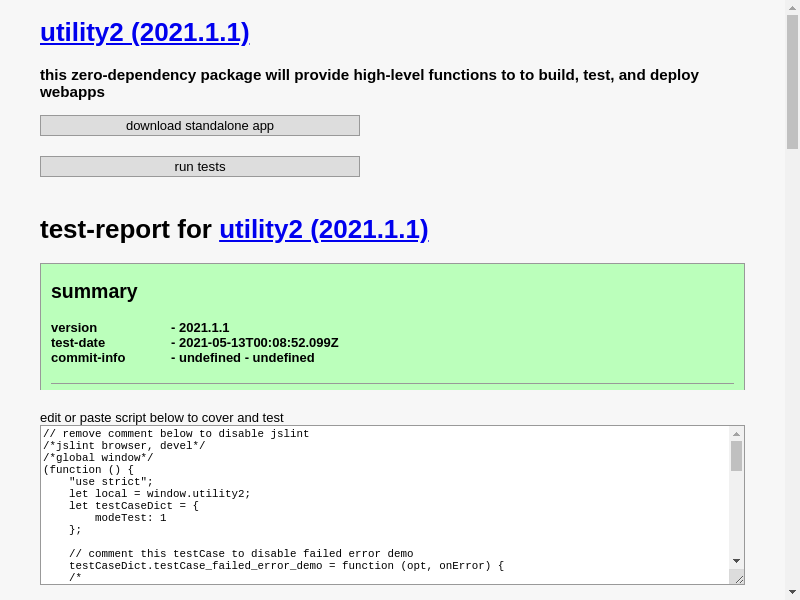 utility2 (2021.1.1)
this zero-dependency package will provide high-level functions to to build, test, and deploy
webapps
download standalone app
run tests
test-report for utility2 (2021.1.1)
summary
version - 2021.1.1
test-date - 2021-05-13T00:08:52.099Z
commit-info - undefined - undefined
edit or paste script below to cover and test
// remove comment below to disable jslint
/*jslint browser, devel*/
/*global window*/
(function () {
    "use strict";
    let local = window.utility2;
    let testCaseDict = {
        modeTest: 1
    };
    // comment this testCase to disable failed error demo
    testCaseDict.testCase_failed_error_demo = function (opt, onError) {
    /*